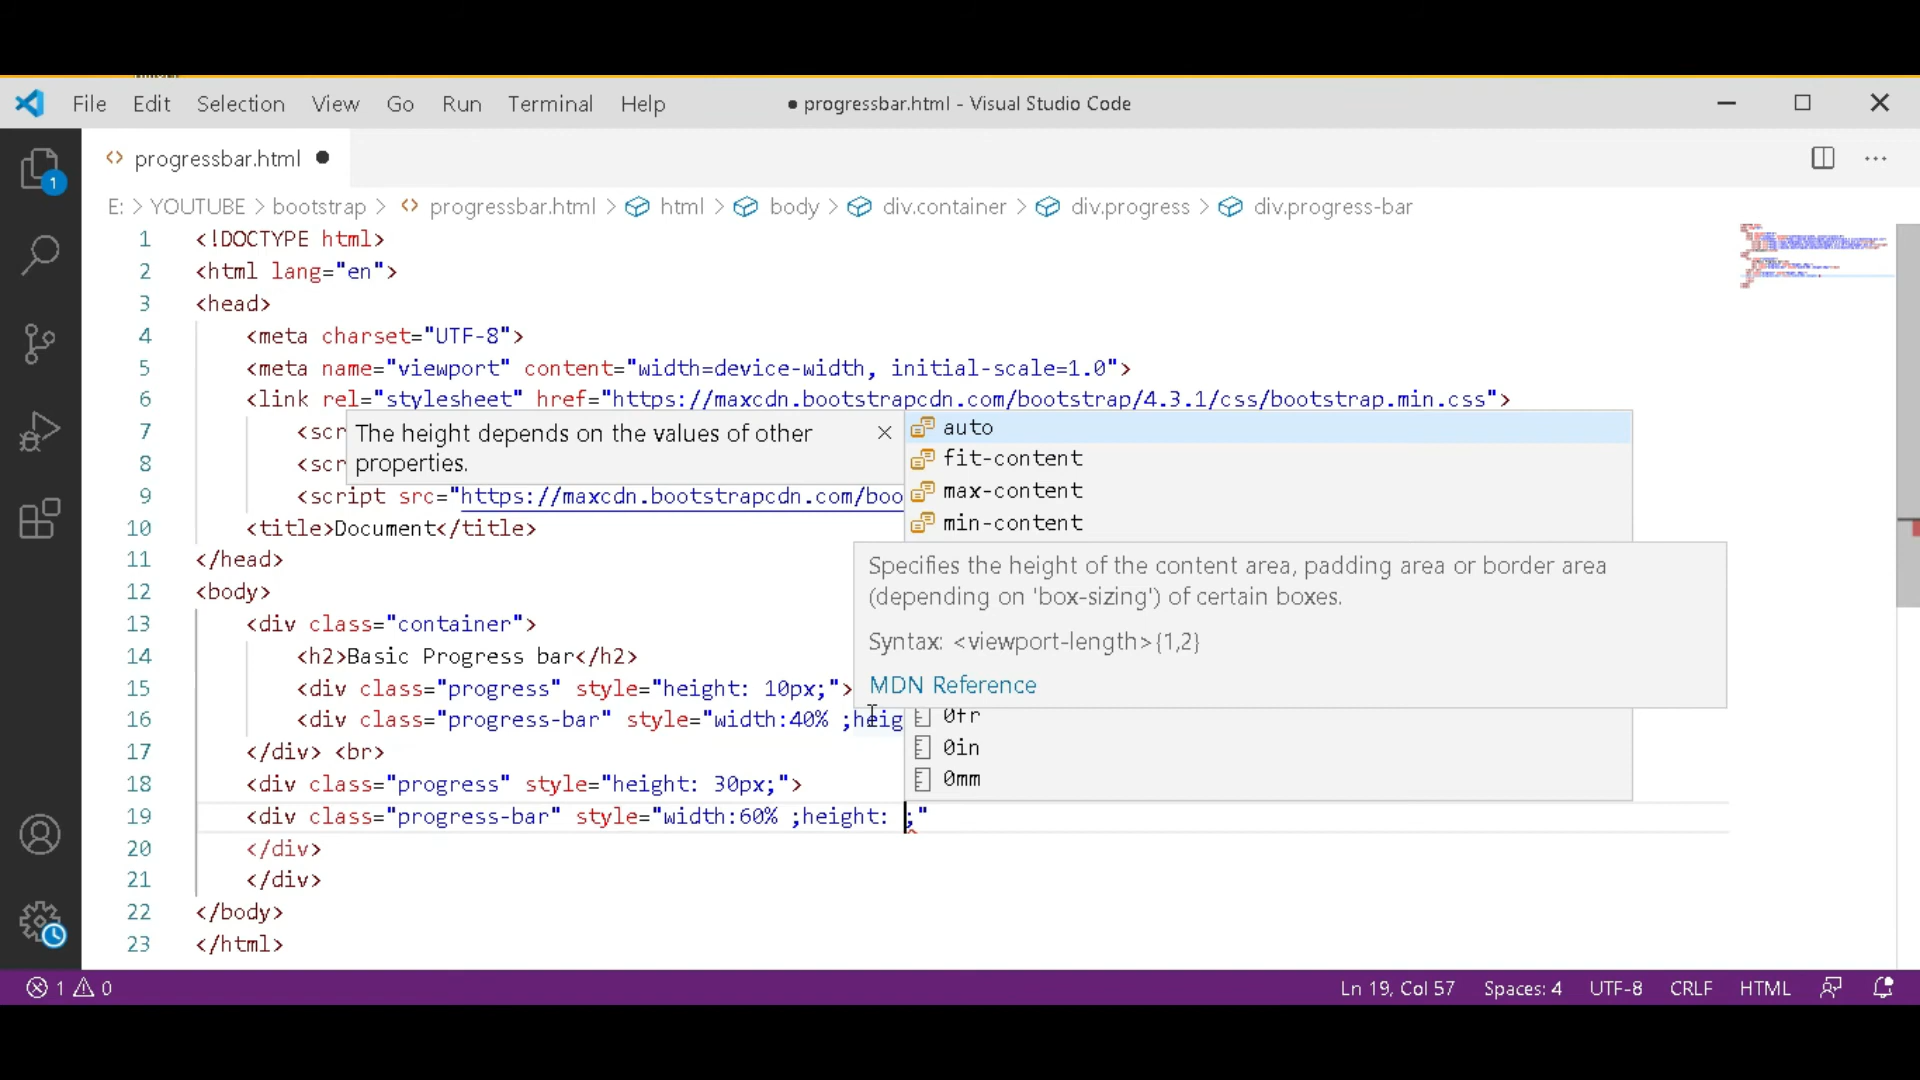 File Edit Selection View Go Run Terminal Help ● progressbar.html - Visual Studio Code
<> progressbar.html ●
1
E: > YOUTUBE > bootstrap > <> progressbar.html > html > body > div.container > div.progress > div.progress-bar
1 <!DOCTYPE html>
2 <html lang="en">
3 <head>
4 <meta charset="UTF-8">
5 <meta name="viewport" content="width=device-width, initial-scale=1.0">
6 <link rel="stylesheet" href="https://maxcdn.bootstrapcdn.com/bootstrap/4.3.1/css/bootstrap.min.css">
7 <scr
8 <scr
9 <script src="https://maxcdn.bootstrapcdn.com/boo
10 <title>Document</title>
11 </head>
12 <body>
13 <div class="container">
14 <h2>Basic Progress bar</h2>
15 <div class="progress" style="height: 10px;">
16 <div class="progress-bar" style="width:40% ;heig
17 </div> <br>
18 <div class="progress" style="height: 30px;">
19 <div class="progress-bar" style="width:60% ;height: ;"
20 </div>
21 </div>
22 </body>
23 </html>
The height depends on the values of other
properties.
auto
fit-content
max-content
min-content
Specifies the height of the content area, padding area or border area
(depending on 'box-sizing') of certain boxes.
Syntax: <viewport-length>{1,2}
MDN Reference
0fr
0in
0mm
1 0 Ln 19, Col 57 Spaces: 4 UTF-8 CRLF HTML